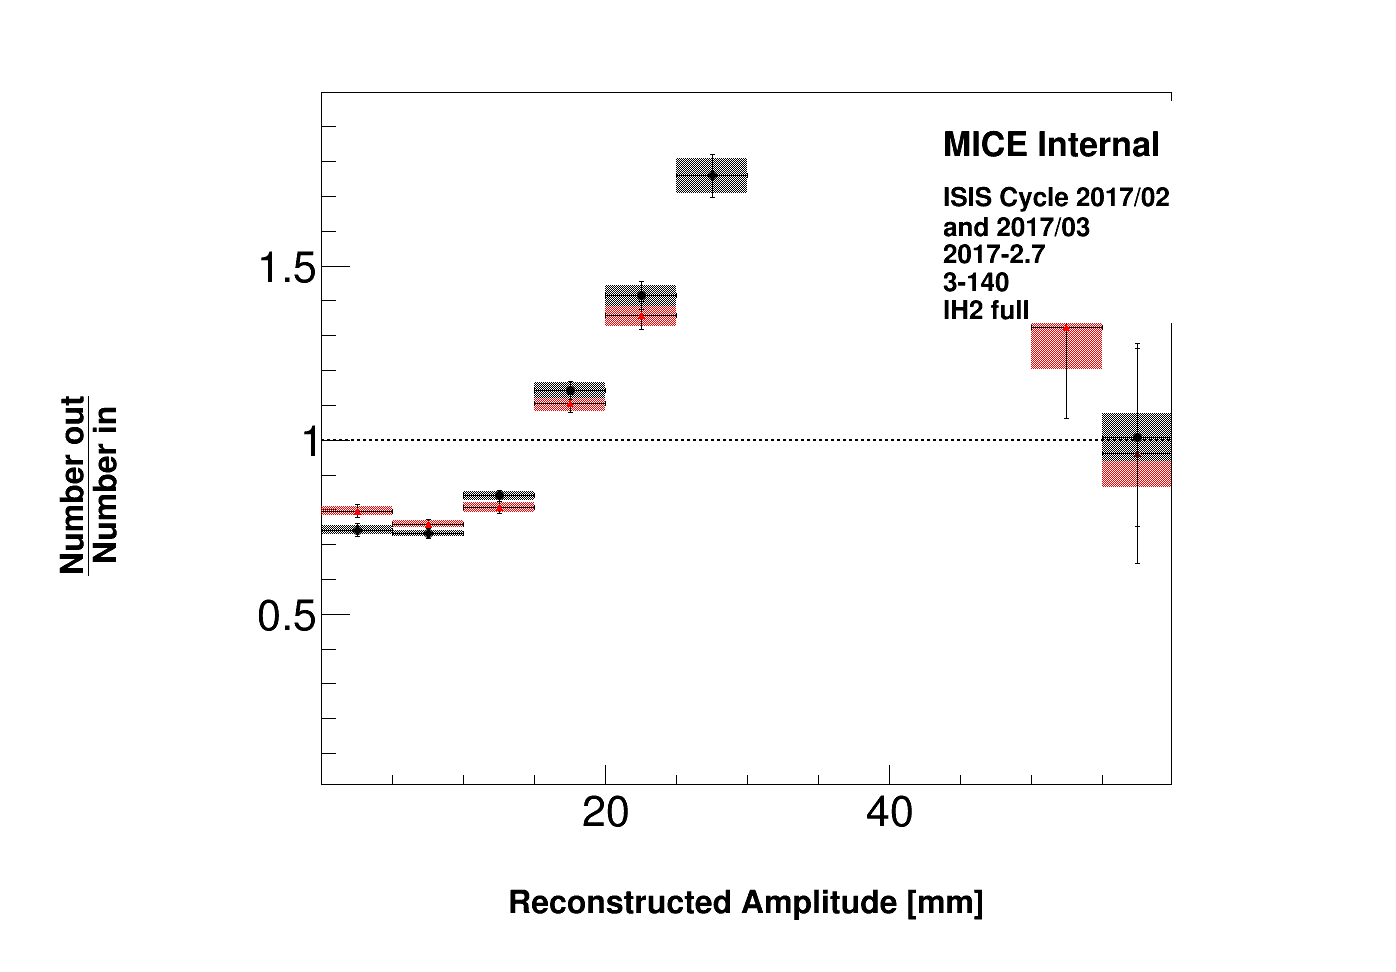 MICE Internal
ISIS Cycle 2017/02
and 2017/03
2017-2.7
3-140
IH2 full
1.5
1
0.5
20
40
Number out
Number in
Reconstructed Amplitude [mm]